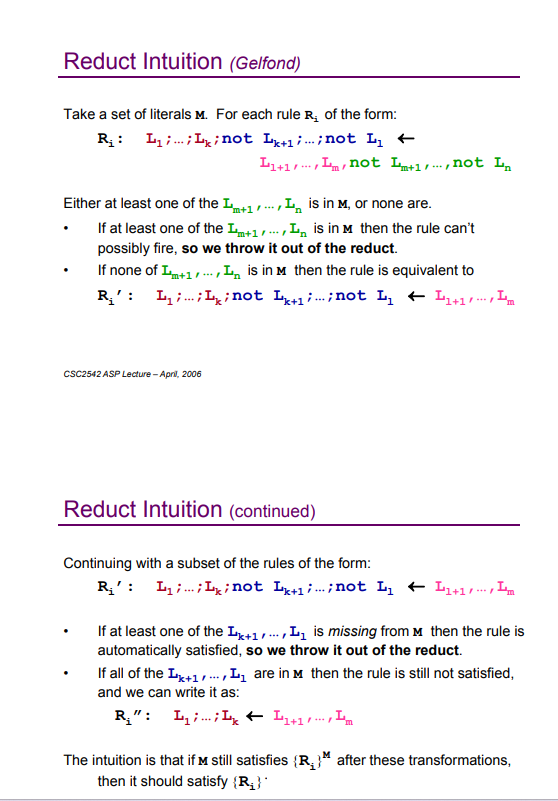 Reduct Intuition (Gelfond)
Take a set of literals M. For each rule Rᵢ of the form:
Rᵢ: L₁;…;Lₖ;not Lₖ₊₁;…;not Lₗ ←
Lₗ₊₁,…,Lₘ,not Lₘ₊₁,…,not Lₙ
Either at least one of the Lₘ₊₁,…,Lₙ is in M, or none are.
• If at least one of the Lₘ₊₁,…,Lₙ is in M then the rule can't
possibly fire, so we throw it out of the reduct.
• If none of Lₘ₊₁,…,Lₙ is in M then the rule is equivalent to
Rᵢ′: L₁;…;Lₖ;not Lₖ₊₁;…;not Lₗ ← Lₗ₊₁,…,Lₘ
CSC2542 ASP Lecture – April, 2006
Reduct Intuition (continued)
Continuing with a subset of the rules of the form:
Rᵢ′: L₁;…;Lₖ;not Lₖ₊₁;…;not Lₗ ← Lₗ₊₁,…,Lₘ
• If at least one of the Lₖ₊₁,…,Lₗ is missing from M then the rule is
automatically satisfied, so we throw it out of the reduct.
• If all of the Lₖ₊₁,…,Lₗ are in M then the rule is still not satisfied,
and we can write it as:
Rᵢ″: L₁;…;Lₖ ← Lₗ₊₁,…,Lₘ
The intuition is that if M still satisfies {Rᵢ}ᴹ after these transformations,
then it should satisfy {Rᵢ}.